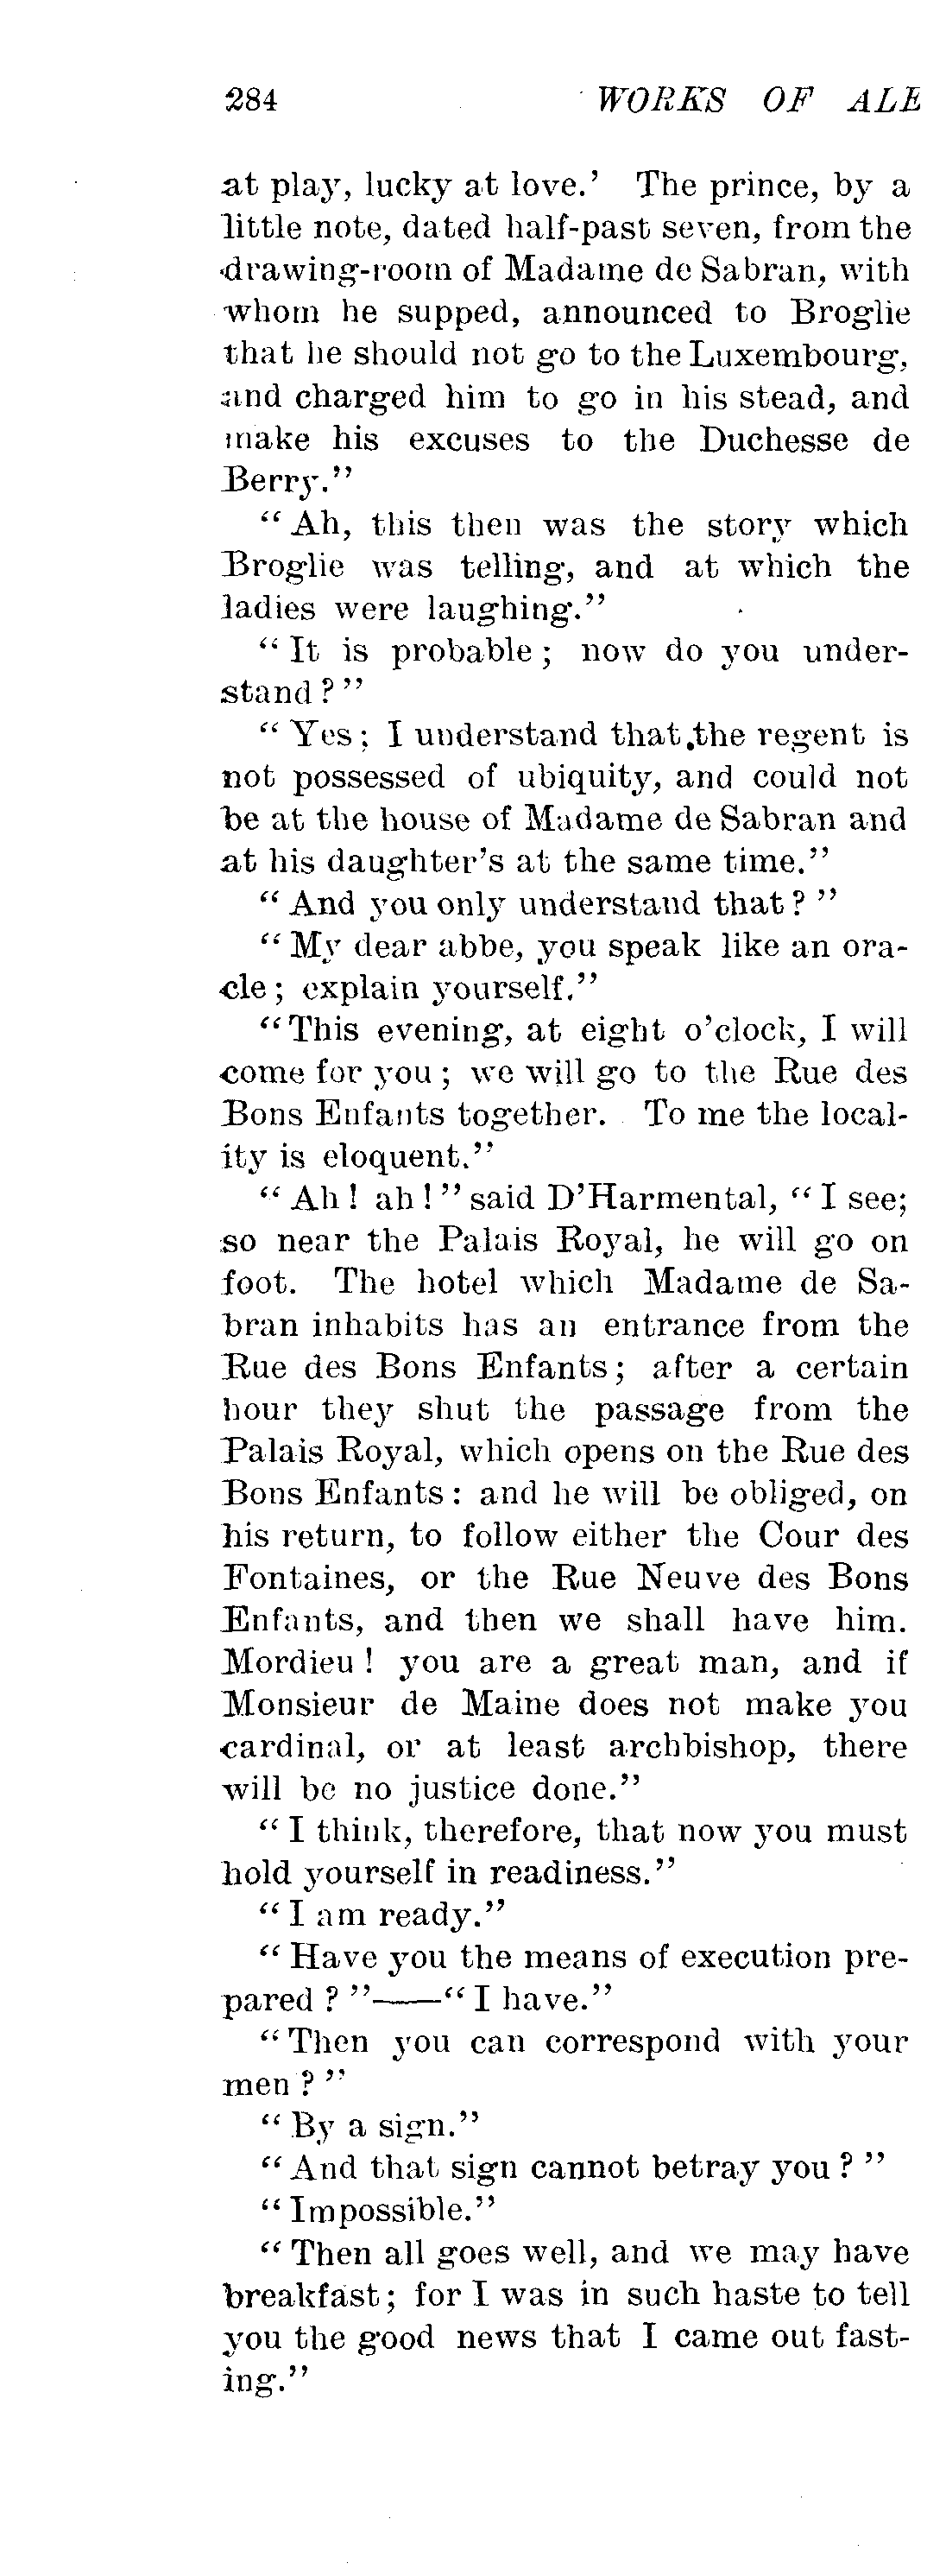 284 WORKS OF ALE
at play, lucky at love.' The prince, by a
little note, dated half-past seven, from the
drawing-room of Madame de Sabran, with
whom he supped, announced to Broglie
that he should not go to the Luxembourg,
and charged him to go in his stead, and
make his excuses to the Duchesse de
Berry."
"Ah, this then was the story which
Broglie was telling, and at which the
ladies were laughing."
"It is probable; now do you under-
stand?"
"Yes; I understand that the regent is
not possessed of ubiquity, and could not
be at the house of Madame de Sabran and
at his daughter's at the same time."
"And you only understand that?"
"My dear abbe, you speak like an ora-
cle; explain yourself."
"This evening, at eight o'clock, I will
come for you; we will go to the Rue des
Bons Enfants together. To me the local-
ity is eloquent."
"Ah! ah!" said D'Harmental, "I see;
so near the Palais Royal, he will go on
foot. The hotel which Madame de Sa-
bran inhabits has an entrance from the
Rue des Bons Enfants; after a certain
hour they shut the passage from the
Palais Royal, which opens on the Rue des
Bons Enfants: and he will be obliged, on
his return, to follow either the Cour des
Fontaines, or the Rue Neuve des Bons
Enfants, and then we shall have him.
Mordieu! you are a great man, and if
Monsieur de Maine does not make you
cardinal, or at least archbishop, there
will be no justice done."
"I think, therefore, that now you must
hold yourself in readiness."
"I am ready."
"Have you the means of execution pre-
pared?"——"I have."
"Then you can correspond with your
men?"
"By a sign."
"And that sign cannot betray you?"
"Impossible."
"Then all goes well, and we may have
breakfast; for I was in such haste to tell
you the good news that I came out fast-
ing."